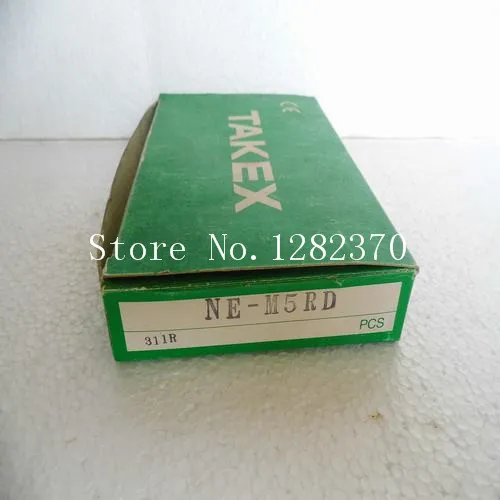 CE
TAKEX
Store No. 1282370
NE-M5RD
311R
PCS